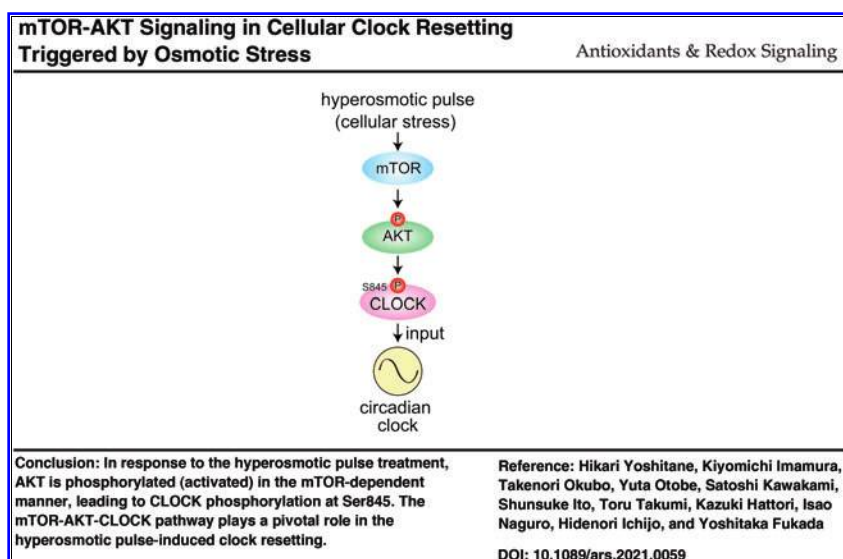 mTOR-AKT Signaling in Cellular Clock Resetting
Triggered by Osmotic Stress
Antioxidants & Redox Signaling
hyperosmotic pulse
(cellular stress)
mTOR
P
AKT
S845 P
CLOCK
input
circadian
clock
Conclusion: In response to the hyperosmotic pulse treatment,
AKT is phosphorylated (activated) in the mTOR-dependent
manner, leading to CLOCK phosphorylation at Ser845. The
mTOR-AKT-CLOCK pathway plays a pivotal role in the
hyperosmotic pulse-induced clock resetting.
Reference: Hikari Yoshitane, Kiyomichi Imamura,
Takenori Okubo, Yuta Otobe, Satoshi Kawakami,
Shunsuke Ito, Toru Takumi, Kazuki Hattori, Isao
Naguro, Hidenori Ichijo, and Yoshitaka Fukada
DOI: 10.1089/ars.2021.0059